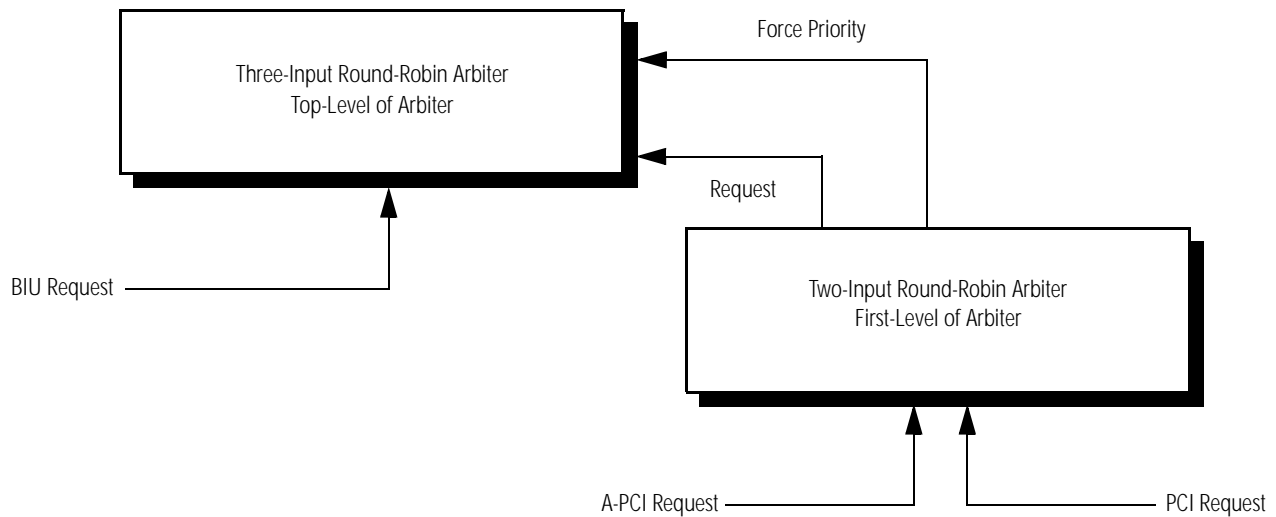 Force Priority
Three-Input Round-Robin Arbiter
Top-Level of Arbiter
Request
BIU Request
Two-Input Round-Robin Arbiter
First-Level of Arbiter
A-PCI Request
PCI Request